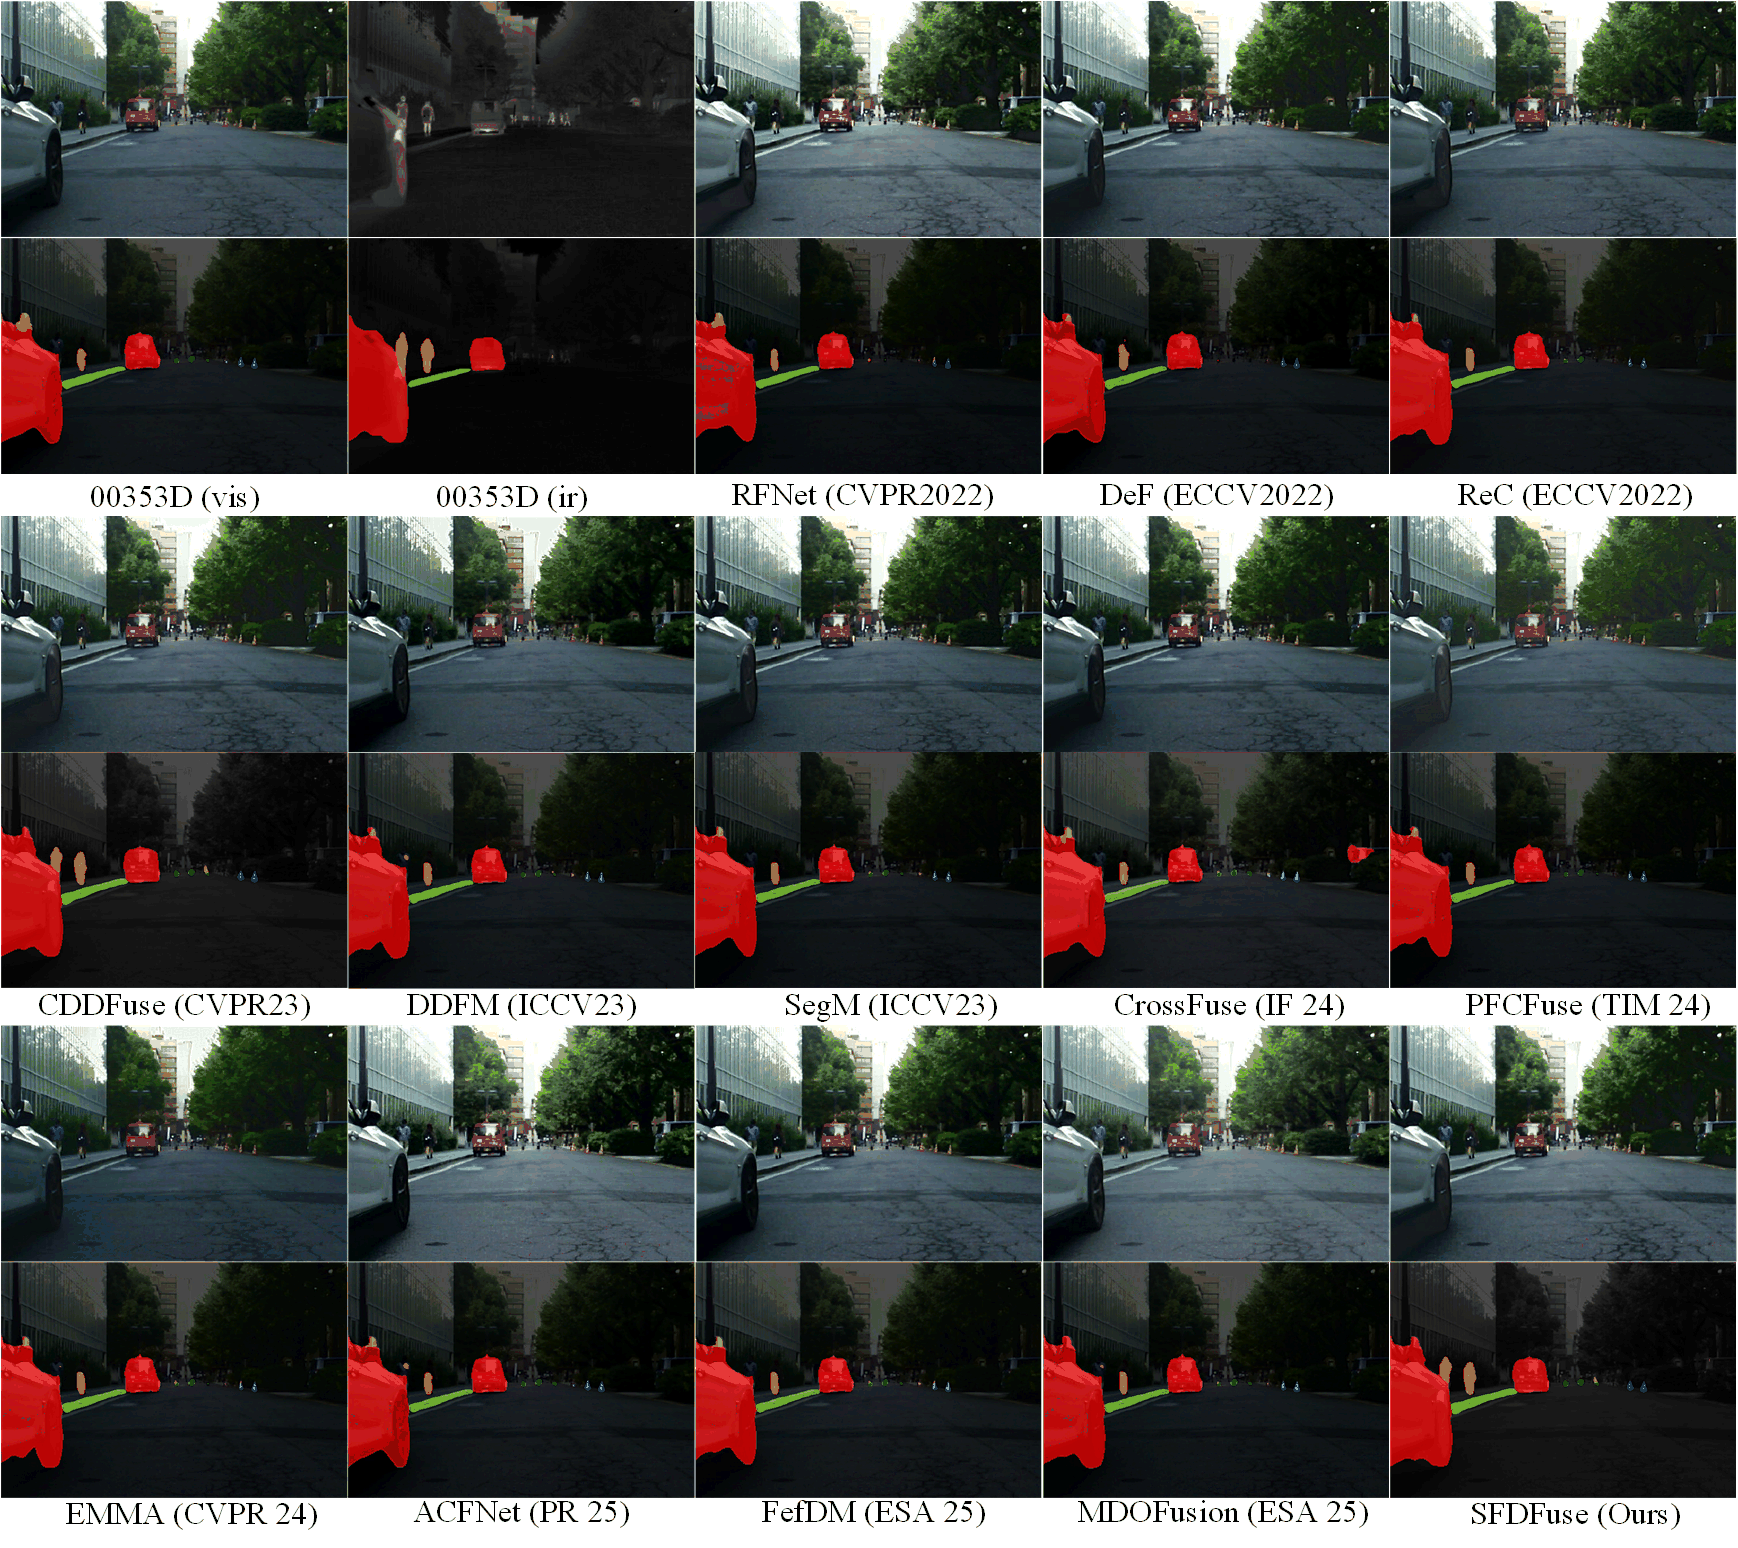 00353D (vis)
00353D (ir)
RFNet (CVPR2022)
DeF (ECCV2022)
ReC (ECCV2022)
CDDFuse (CVPR23)
DDFM (ICCV23)
SegM (ICCV23)
CrossFuse (IF 24)
PFCFuse (TIM 24)
EMMA (CVPR 24)
ACFNet (PR 25)
FefDM (ESA 25)
MDOFusion (ESA 25)
SFDFuse (Ours)